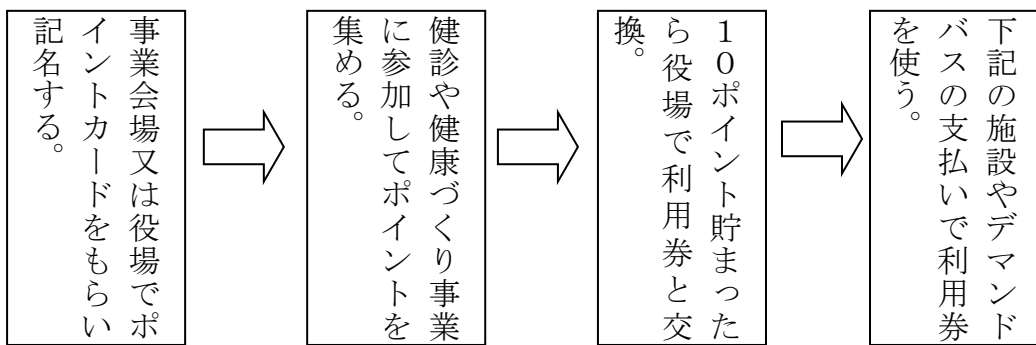 事業会場又は役場でポ
イントカードをもらい
記名する。
健診や健康づくり事業
に参加してポイントを
集める。
１０ポイント貯まった
ら役場で利用券と交
換。
下記の施設やデマンド
バスの支払いで利用券
を使う。